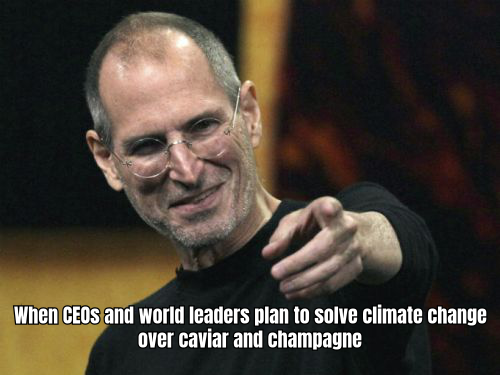 When CEOs and world leaders plan to solve climate change
over caviar and champagne